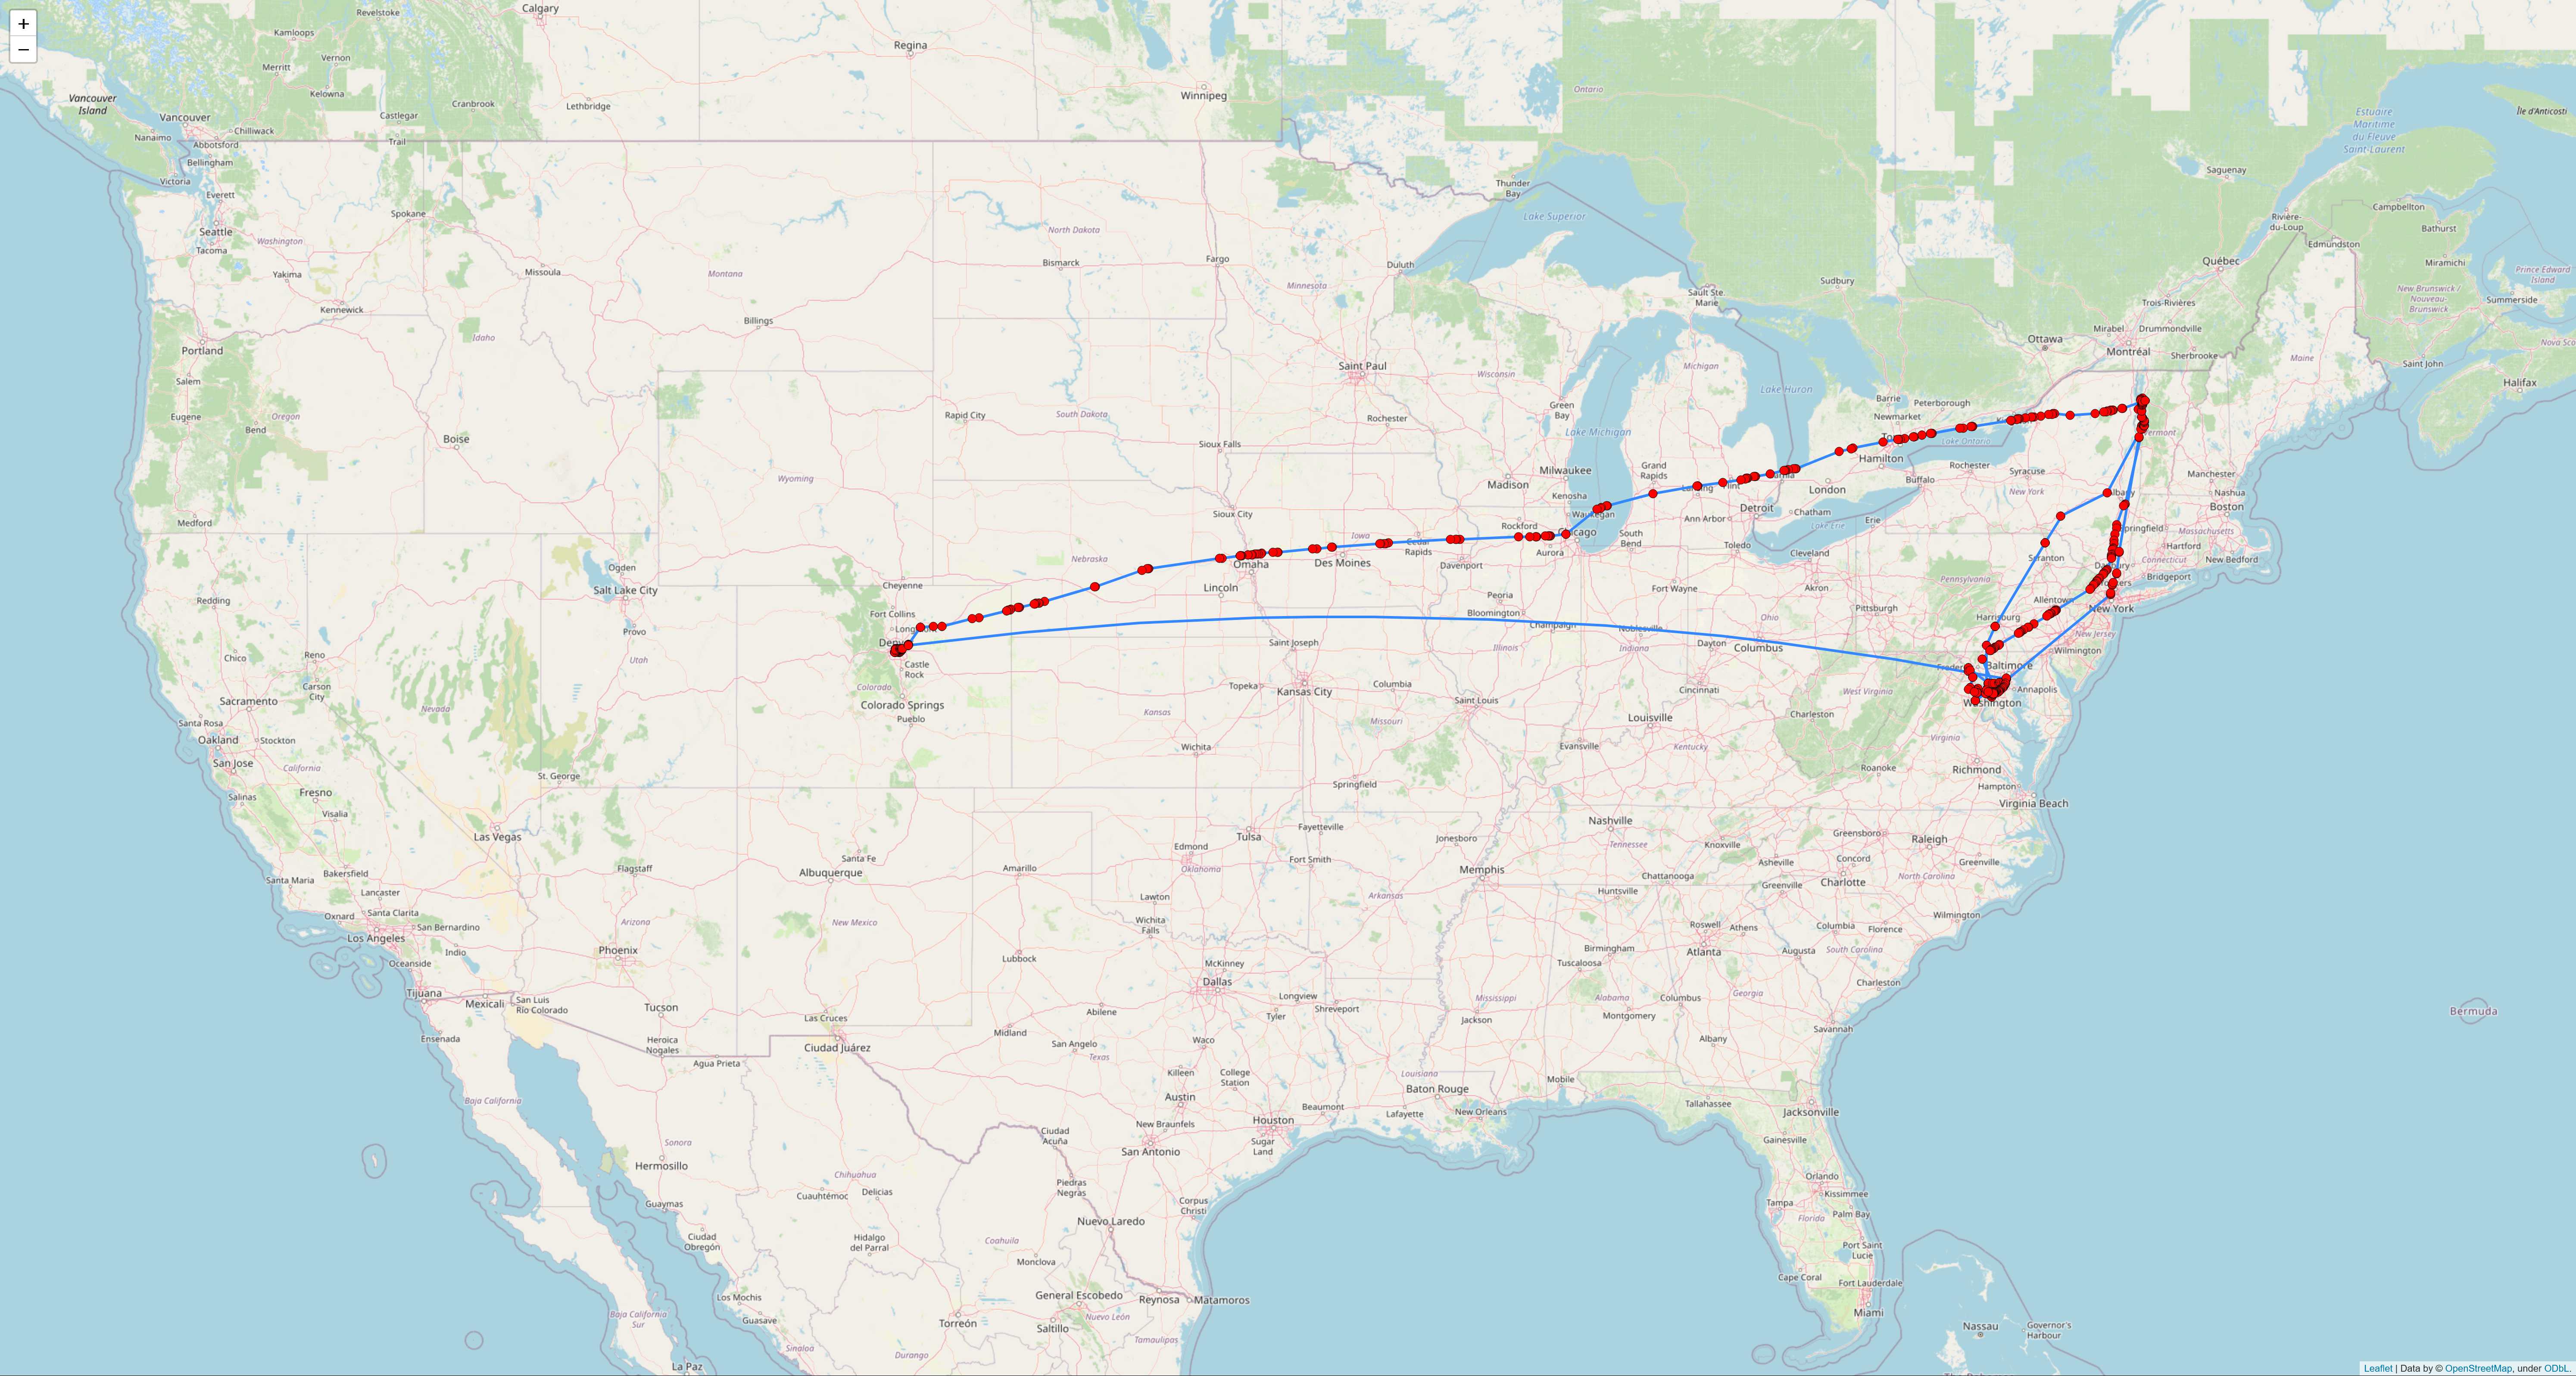 +
−
Calgary
Revelstoke
Kamloops
Merritt
Vernon
Kelowna
Regina
Winnipeg
Vancouver
Island
Cranbrook
Lethbridge
Castlegar
Trail
Vancouver
Nanaimo
Chilliwack
Abbotsford
Bellingham
Victoria
Everett
Seattle
Tacoma
Washington
Spokane
Yakima
Missoula
Kennewick
Montana
Billings
North Dakota
Bismarck
Fargo
Minnesota
Duluth
Ontario
Thunder
Bay
Lake Superior
Sault Ste.
Marie
Sudbury
Estuaire
Maritime
du Fleuve
Saint-Laurent
Île d'Anticosti
Saguenay
Rivière-
du-Loup
Campbellton
Bathurst
Edmundston
Miramichi
Prince Edward
Island
Summerside
New Brunswick /
Nouveau-
Brunswick
Québec
Trois-Rivières
Mirabel
Drummondville
Ottawa
Montréal
Sherbrooke
Maine
Saint John
Halifax
Portland
Salem
Eugene
Oregon
Bend
Medford
Idaho
Boise
Rapid City
South Dakota
Sioux Falls
Saint Paul
Rochester
Wisconsin
Green
Bay
Michigan
Lake Huron
Barrie
Peterborough
Newmarket
Lake Ontario
Hamilton
London
Lake Michigan
Grand
Rapids
Milwaukee
Madison
Kenosha
Waukegan
Rockford
Aurora
South
Bend
Ann Arbor
Detroit
Chatham
Lake Erie
Erie
Toledo
Cleveland
Buffalo
Rochester
Syracuse
New York
Manchester
Nashua
Boston
Massachusetts
Hartford
New Bedford
Connecticut
Bridgeport
New York
Wyoming
Ogden
Salt Lake City
Provo
Utah
Cheyenne
Fort Collins
Castle
Rock
Colorado
Colorado Springs
Pueblo
Nebraska
Sioux City
Iowa
Omaha
Lincoln
Des Moines
Cedar
Rapids
Davenport
Peoria
Bloomington
Champaign
Illinois
Fort Wayne
Noblesville
Indiana
Ohio
Akron
Pittsburgh
Pennsylvania
Allentown
Harrisburg
New Jersey
Wilmington
Baltimore
Annapolis
Washington
Dayton
Columbus
Cincinnati
West Virginia
Charleston
Virginia
Richmond
Hampton
Virginia Beach
Roanoke
Redding
Chico
Reno
Carson
City
Sacramento
Nevada
Santa Rosa
Oakland
Stockton
San Jose
California
Salinas
Fresno
Visalia
St. George
Las Vegas
Bakersfield
Santa Maria
Lancaster
Santa Clarita
Oxnard
San Bernardino
Los Angeles
Indio
Oceanside
Tijuana
Mexicali
San Luis
Río Colorado
Ensenada
Flagstaff
Arizona
Phoenix
Tucson
Heroica
Nogales
Agua Prieta
Santa Fe
Albuquerque
New Mexico
Las Cruces
Ciudad Juárez
Saint Joseph
Topeka
Kansas City
Columbia
Saint Louis
Kansas
Missouri
Wichita
Springfield
Evansville
Louisville
Kentucky
Tulsa
Fayetteville
Jonesboro
Nashville
Tennessee
Knoxville
Edmond
Oklahoma
Fort Smith
Amarillo
Lawton
Wichita
Falls
Arkansas
Memphis
Chattanooga
Huntsville
Asheville
Greenville
Greensboro
Raleigh
Concord
Charlotte
Greenville
North Carolina
Wilmington
Lubbock
McKinney
Dallas
Abilene
Midland
San Angelo
Texas
Waco
Killeen
College
Station
Austin
New Braunfels
San Antonio
Longview
Tyler
Shreveport
Louisiana
Mississippi
Jackson
Birmingham
Tuscaloosa
Alabama
Montgomery
Columbus
Roswell
Athens
Atlanta
Georgia
Augusta
Columbia
Florence
South Carolina
Charleston
Savannah
Albany
Mobile
Baton Rouge
Lafayette
New Orleans
Beaumont
Houston
Sugar
Land
Corpus
Christi
Tallahassee
Jacksonville
Gainesville
Orlando
Kissimmee
Tampa
Florida
Palm Bay
Port Saint
Lucie
Cape Coral
Fort Lauderdale
Miami
Bermuda
Nassau
Governor's
Harbour
Baja California
Sonora
Hermosillo
Guaymas
Ciudad
Obregón
Chihuahua
Cuauhtémoc
Delicias
Hidalgo
del Parral
Ciudad
Acuña
Piedras
Negras
Nuevo Laredo
Coahuila
Monclova
General Escobedo
Reynosa
Matamoros
Nuevo León
Saltillo
Torreón
Tamaulipas
Durango
Sinaloa
Los Mochis
Guasave
Baja California
Sur
La Paz
Leaflet | Data by © OpenStreetMap, under ODbL.